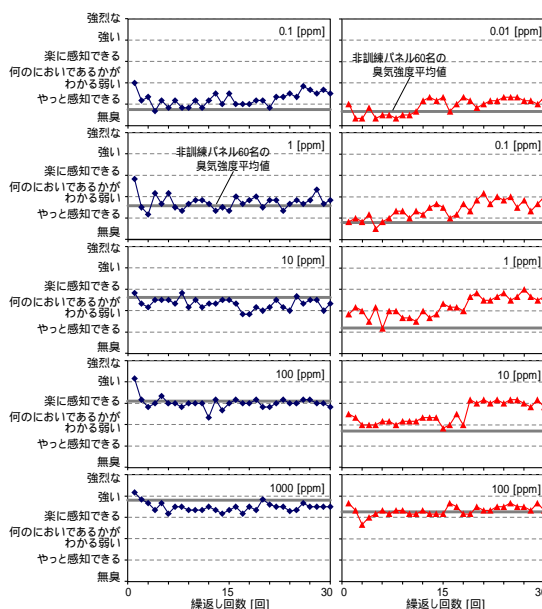 強烈な
強い
楽に感知できる
何のにおいであるかが
わかる弱い
やっと感知できる
無臭
0.1 [ppm]
0.01 [ppm]
非訓練パネル60名の
臭気強度平均値
強烈な
強い
楽に感知できる
何のにおいであるかが
わかる弱い
やっと感知できる
無臭
1 [ppm]
非訓練パネル60名の
臭気強度平均値
0.1 [ppm]
強烈な
強い
楽に感知できる
何のにおいであるかが
わかる弱い
やっと感知できる
無臭
10 [ppm]
1 [ppm]
強烈な
強い
楽に感知できる
何のにおいであるかが
わかる弱い
やっと感知できる
無臭
100 [ppm]
10 [ppm]
強烈な
強い
楽に感知できる
何のにおいであるかが
わかる弱い
やっと感知できる
無臭
1000 [ppm]
100 [ppm]
0 15 30
繰返し回数 [回]
0 15 30
繰返し回数 [回]